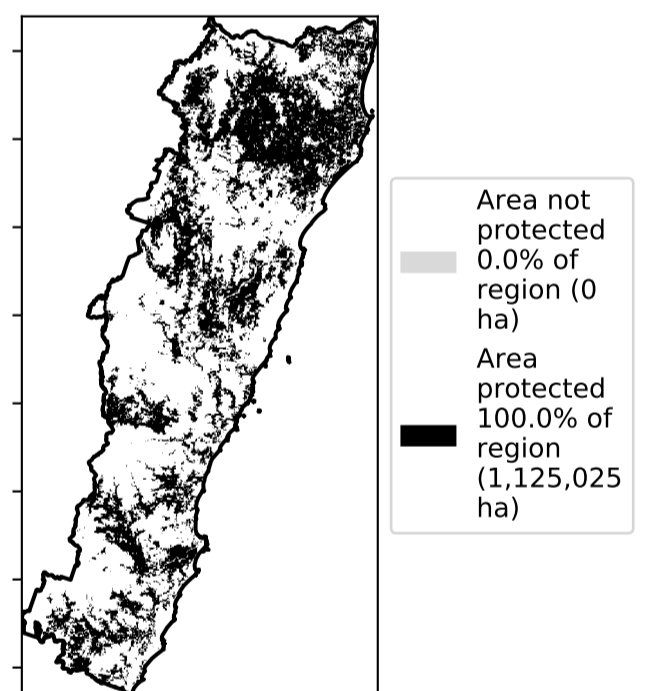 Area not
protected
0.0% of
region (0
ha)
Area
protected
100.0% of
region
(1,125,025
ha)